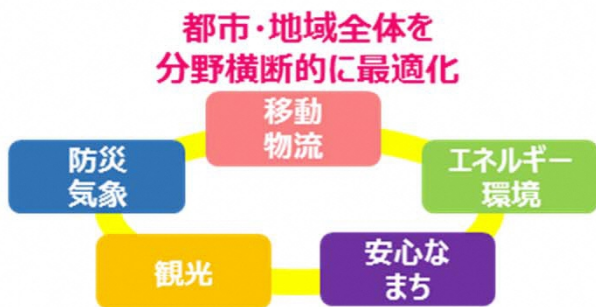 都市・地域全体を
分野横断的に最適化
移動
物流
防災
気象
エネルギー
環境
観光
安心な
まち